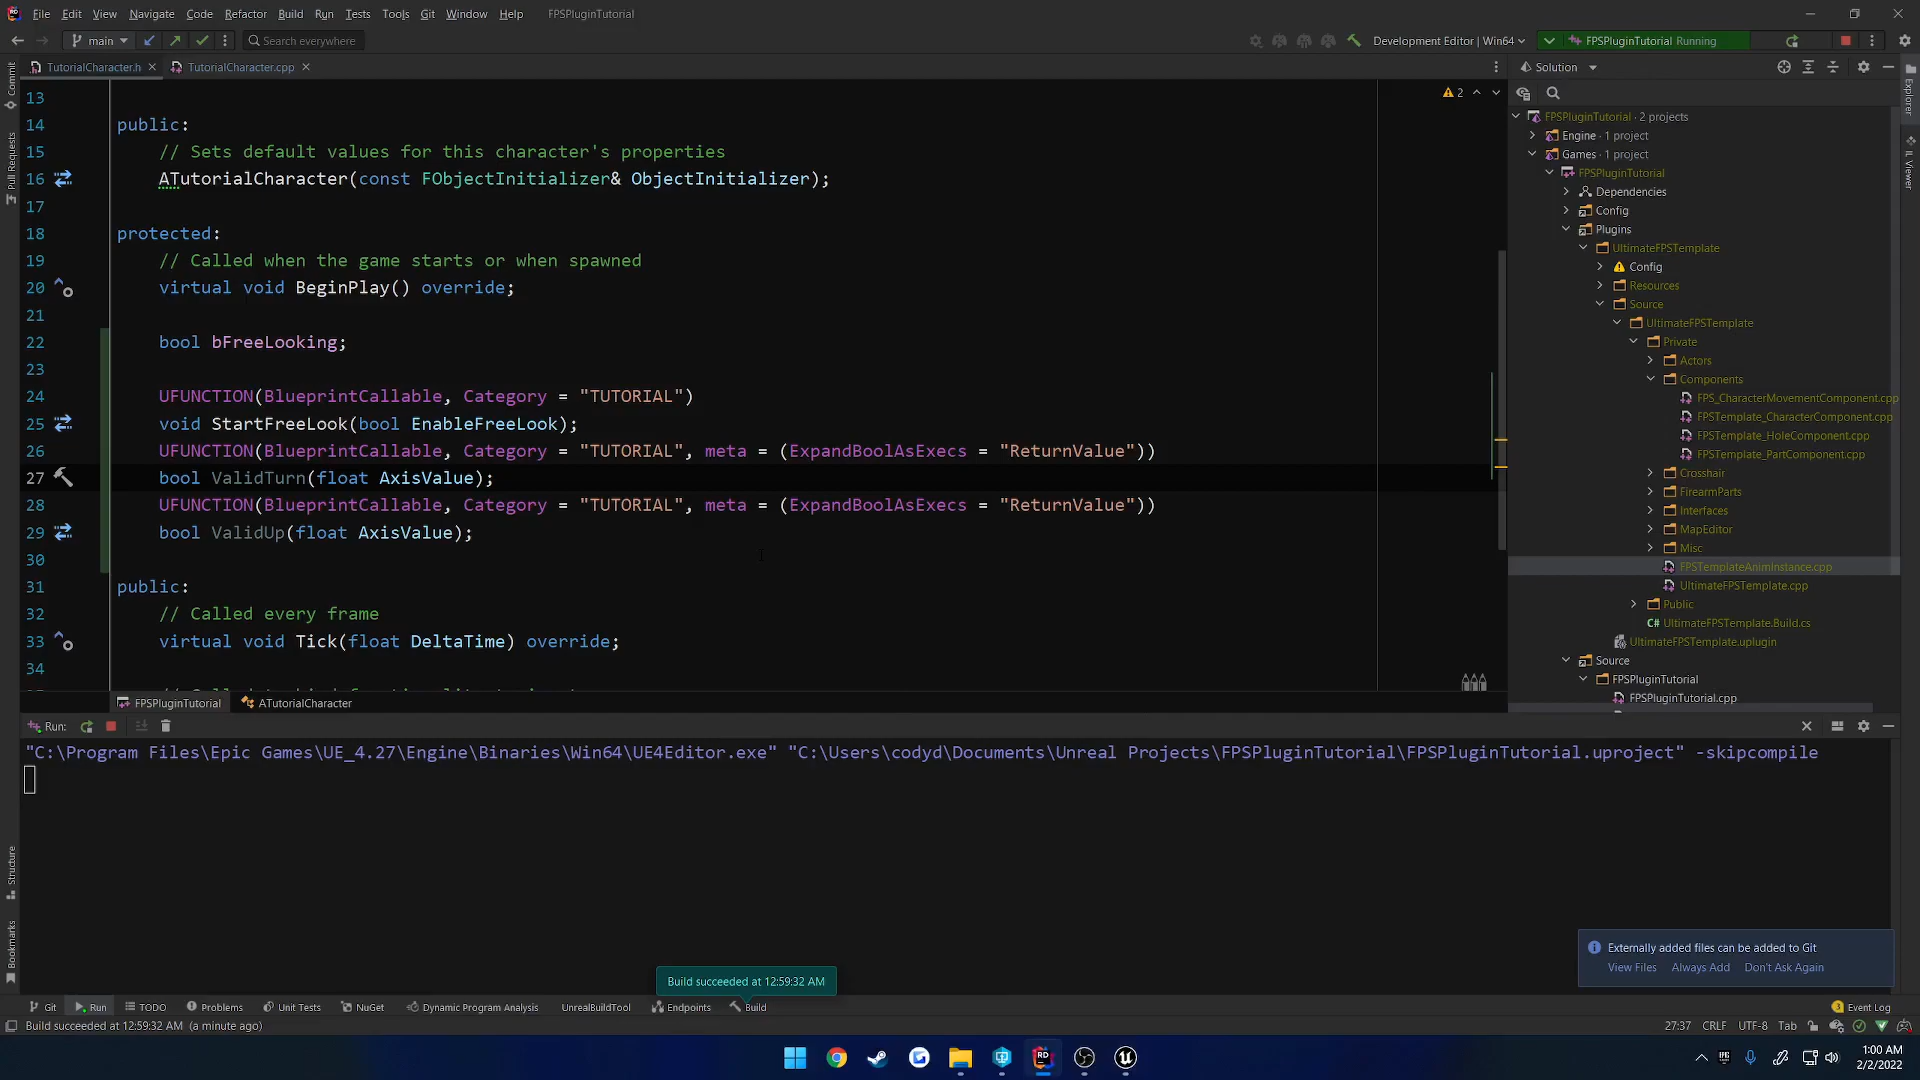 File Edit View Navigate Code Refactor Build Run Tests Tools Git Window Help FPSPluginTutorial
main Search everywhere Development Editor | Win64 FPSPluginTutorial Running
TutorialCharacter.h TutorialCharacter.cpp Solution
2
13
14 public:
15 // Sets default values for this character's properties
16 ATutorialCharacter(const FObjectInitializer& ObjectInitializer);
17
18 protected:
19 // Called when the game starts or when spawned
20 virtual void BeginPlay() override;
21
22 bool bFreeLooking;
23
24 UFUNCTION(BlueprintCallable, Category = "TUTORIAL")
25 void StartFreeLook(bool EnableFreeLook);
26 UFUNCTION(BlueprintCallable, Category = "TUTORIAL", meta = (ExpandBoolAsExecs = "ReturnValue"))
27 bool ValidTurn(float AxisValue);
28 UFUNCTION(BlueprintCallable, Category = "TUTORIAL", meta = (ExpandBoolAsExecs = "ReturnValue"))
29 bool ValidUp(float AxisValue);
30
31 public:
32 // Called every frame
33 virtual void Tick(float DeltaTime) override;
34
FPSPluginTutorial · 2 projects
Engine · 1 project
Games · 1 project
FPSPluginTutorial
Dependencies
Config
Plugins
UltimateFPSTemplate
Config
Resources
Source
UltimateFPSTemplate
Private
Actors
Components
FPS_CharacterMovementComponent.cpp
FPSTemplate_CharacterComponent.cpp
FPSTemplate_HoleComponent.cpp
FPSTemplate_PartComponent.cpp
Crosshair
FirearmParts
Interfaces
MapEditor
Misc
FPSTemplateAnimInstance.cpp
UltimateFPSTemplate.cpp
Public
C# UltimateFPSTemplate.Build.cs
UltimateFPSTemplate.uplugin
Source
FPSPluginTutorial
FPSPluginTutorial.cpp
Commit
Pull Requests
Structure
Bookmarks
Explorer
IL Viewer
FPSPluginTutorial ATutorialCharacter
Run:
"C:\Program Files\Epic Games\UE_4.27\Engine\Binaries\Win64\UE4Editor.exe" "C:\Users\codyd\Documents\Unreal Projects\FPSPluginTutorial\FPSPluginTutorial.uproject" -skipcompile
Externally added files can be added to Git
View Files Always Add Don't Ask Again
Build succeeded at 12:59:32 AM
Git Run TODO Problems Unit Tests NuGet Dynamic Program Analysis UnrealBuildTool Endpoints Build 3 Event Log
Build succeeded at 12:59:32 AM (a minute ago) 27:37 CRLF UTF-8 Tab
1:00 AM
2/2/2022